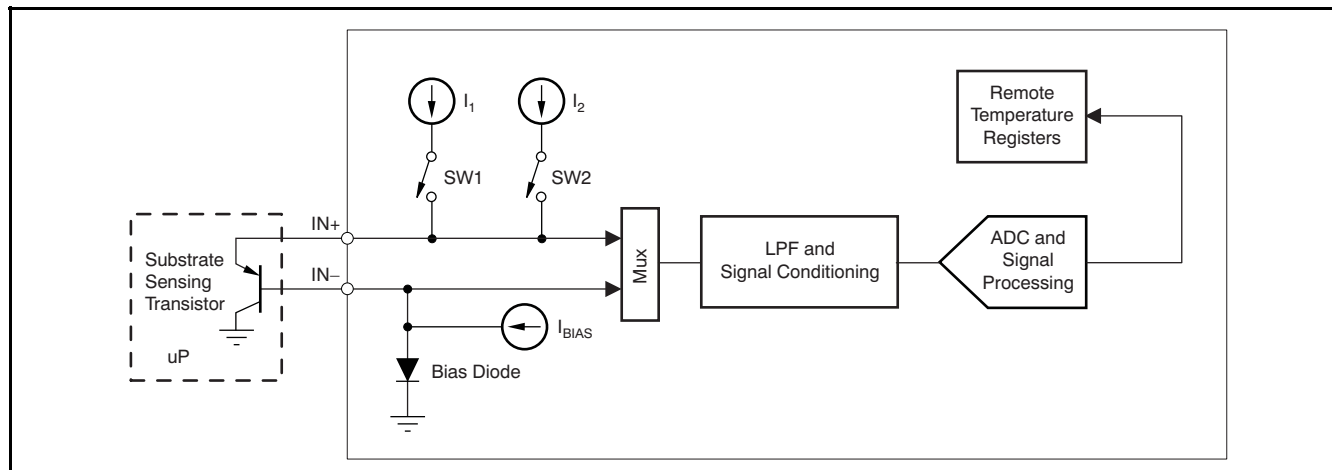 I1
I2
Remote
Temperature
Registers
SW1
SW2
IN+
Substrate
Sensing
Transistor
IN−
uP
Mux
LPF and
Signal Conditioning
ADC and
Signal
Processing
IBIAS
Bias Diode